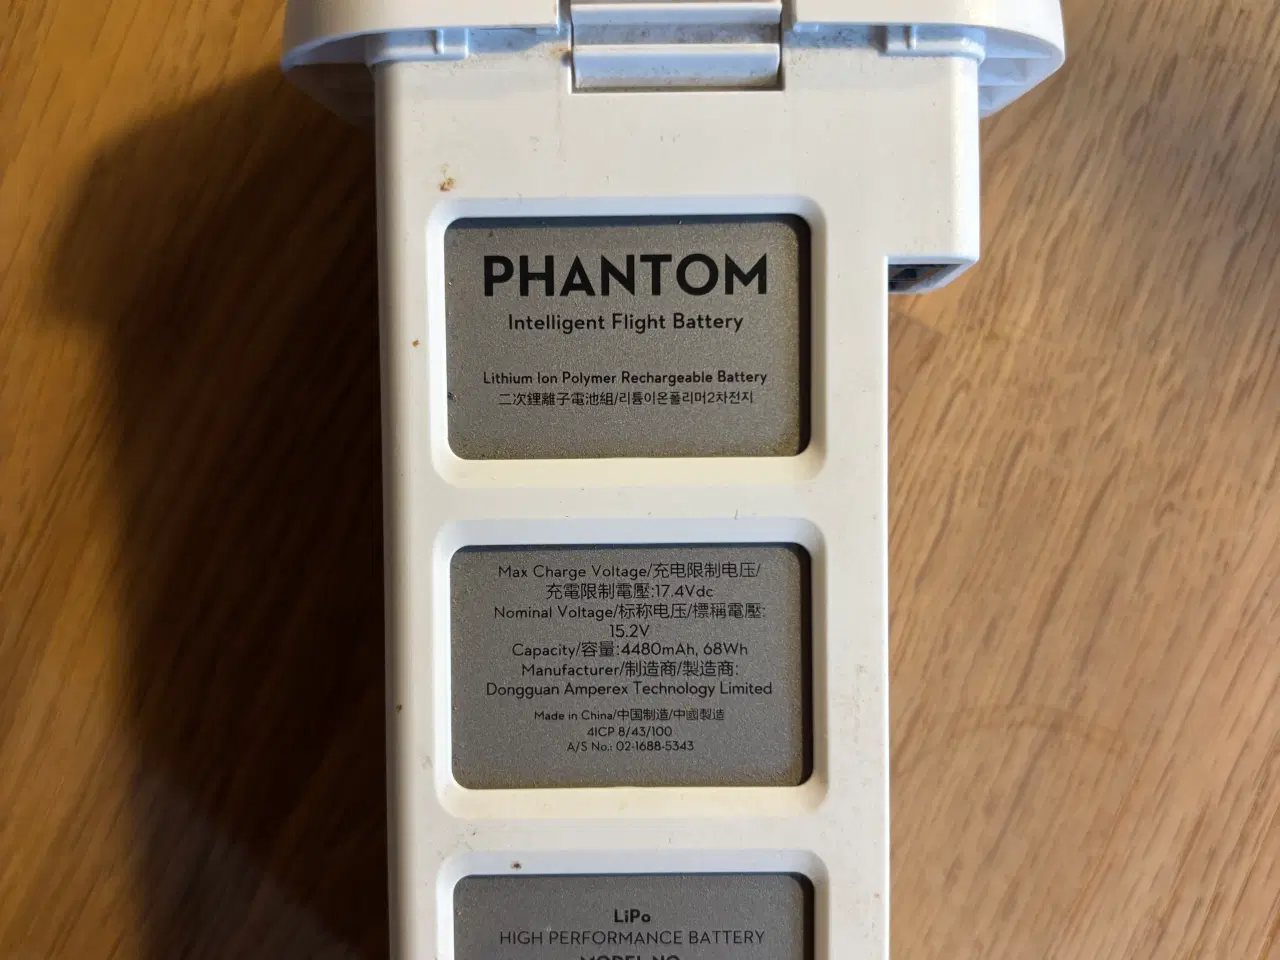 PHANTOM
Intelligent Flight Battery
Lithium Ion Polymer Rechargeable Battery
二次鋰離子電池組/리튬이온폴리머2차전지
Max Charge Voltage/充电限制电压/
充電限制電壓:17.4Vdc
Nominal Voltage/标称电压/標稱電壓:
15.2V
Capacity/容量:4480mAh, 68Wh
Manufacturer/制造商/製造商:
Dongguan Amperex Technology Limited
Made in China/中国制造/中國製造
4ICP 8/43/100
A/S No.: 02-1688-5343
LiPo
HIGH PERFORMANCE BATTERY
MODEL NO